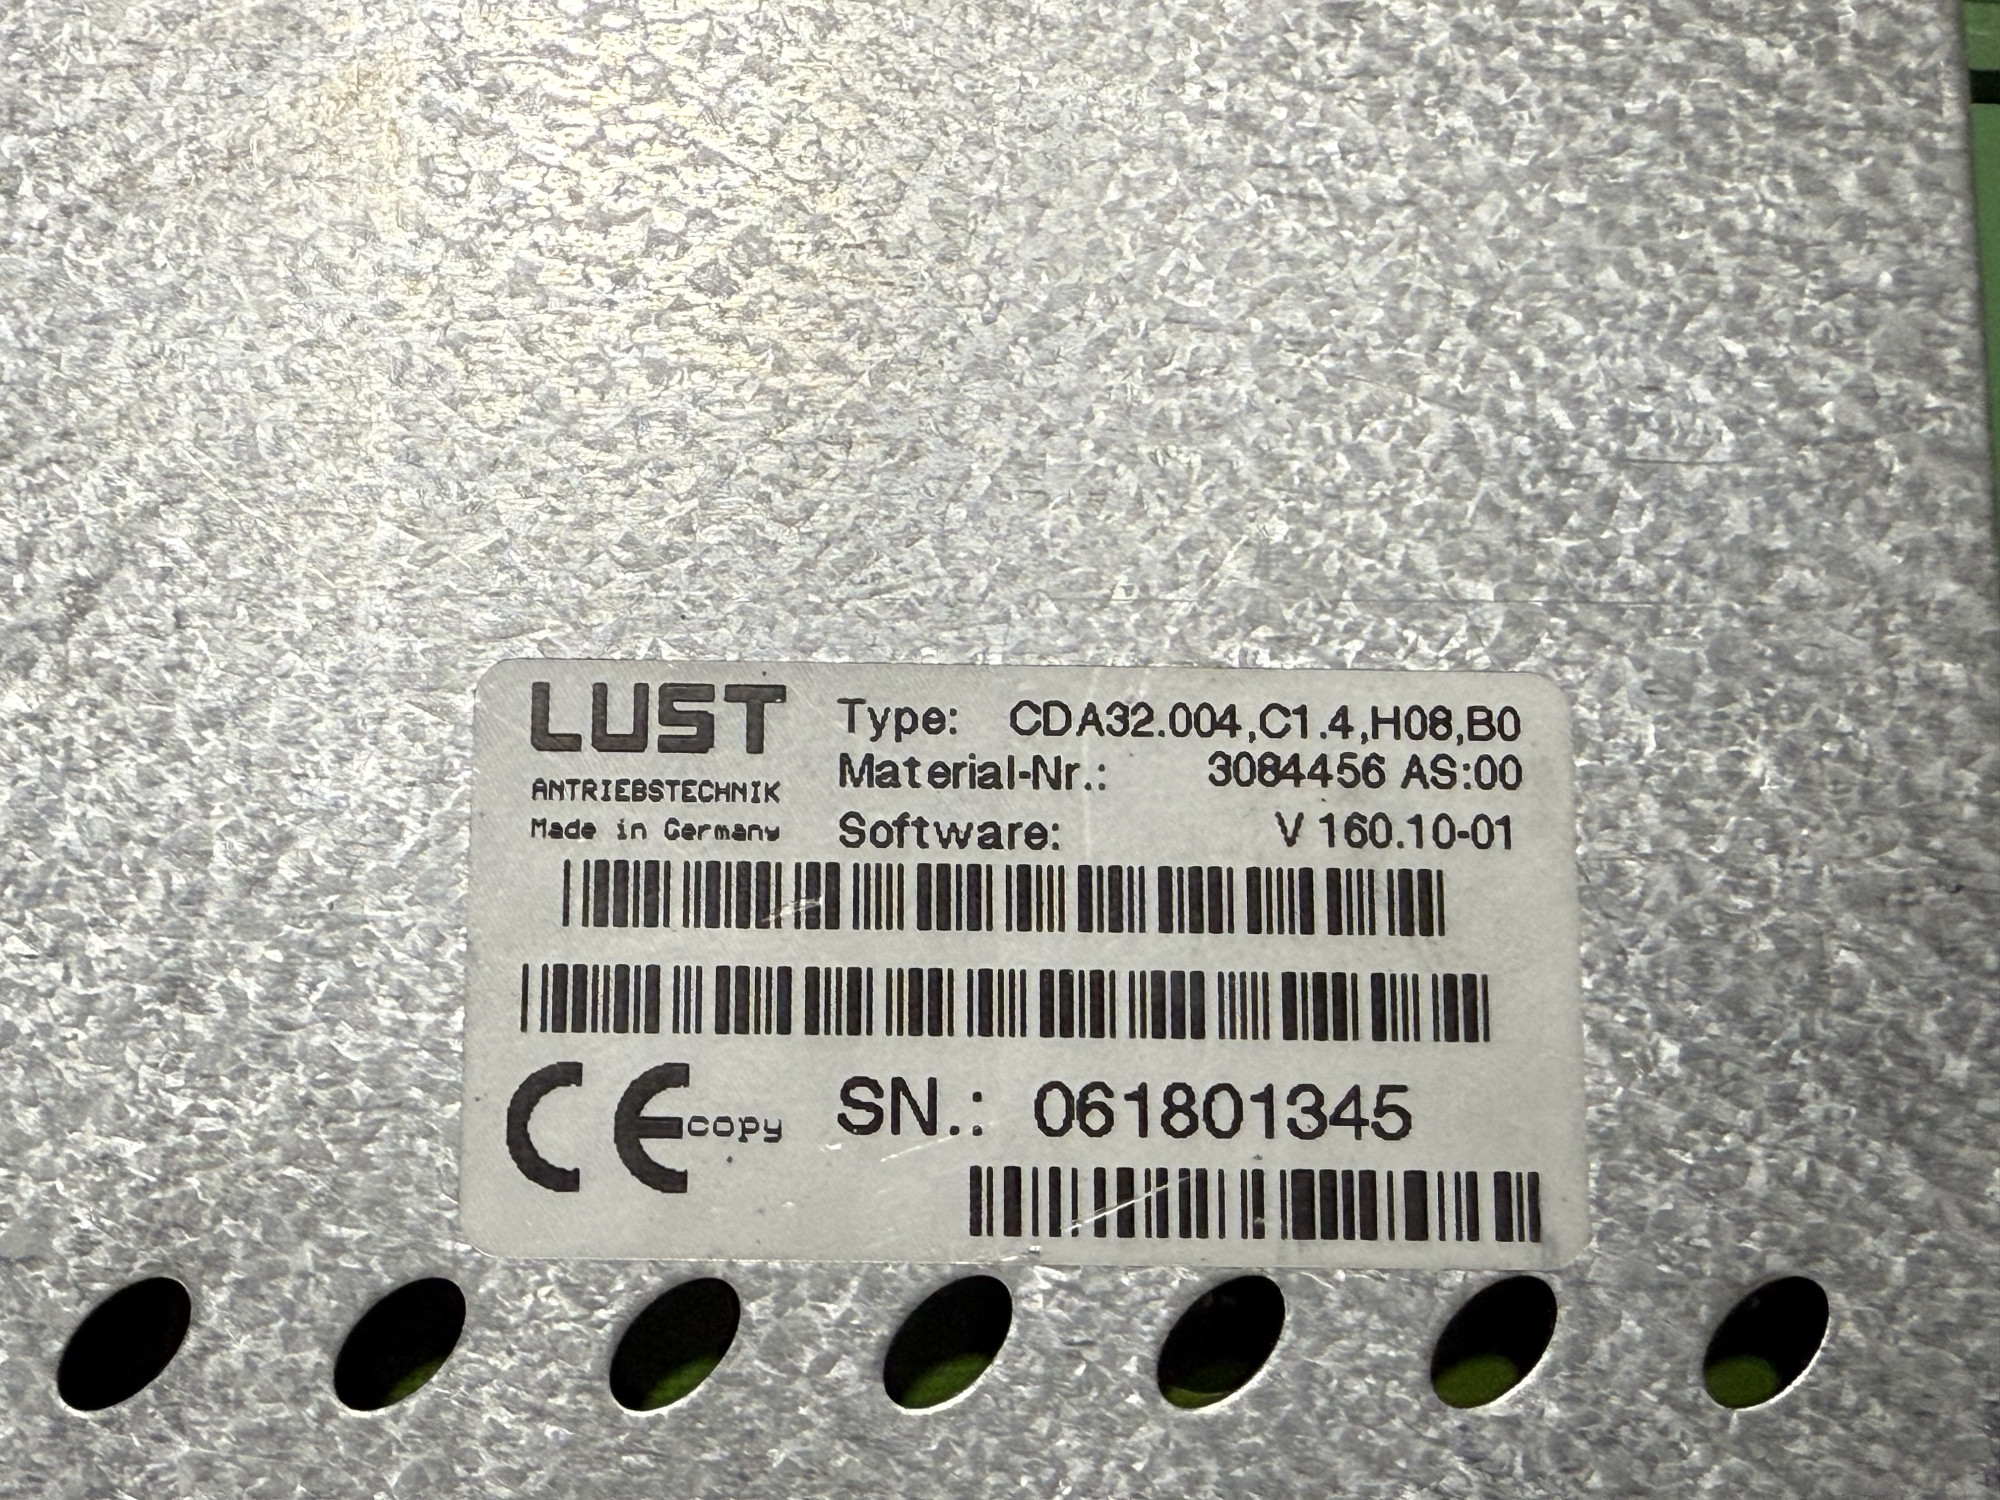 LUST
ANTRIEBSTECHNIK
Made in Germany
Type: CDA32.004,C1.4,H08,B0
Material-Nr.: 3084456 AS:00
Software: V 160.10-01
CE copy
SN.: 061801345